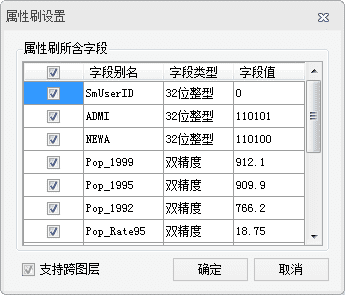 属性刷设置
属性刷所含字段
字段别名 字段类型 字段值
SmUserID 32位整型 0
ADMI 32位整型 110101
NEWA 32位整型 110100
Pop_1999 双精度 912.1
Pop_1995 双精度 909.9
Pop_1992 双精度 766.2
Pop_Rate95 双精度 18.75
支持跨图层 确定 取消